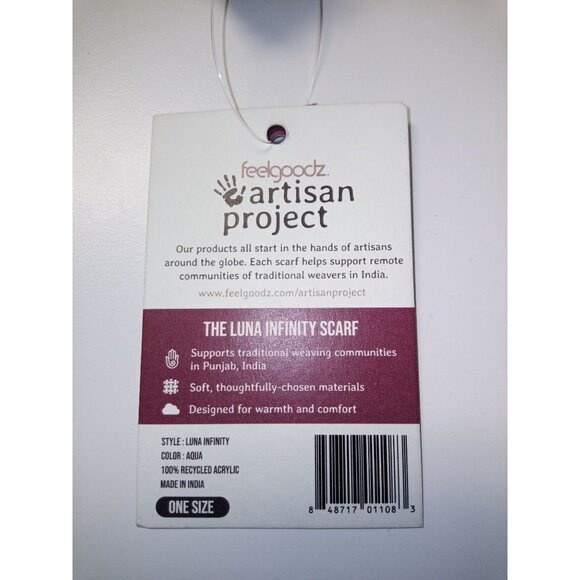 feelgoodz
artisan
project
Our products all start in the hands of artisans
around the globe. Each scarf helps support remote
communities of traditional weavers in India.
www.feelgoodz.com/artisanproject
THE LUNA INFINITY SCARF
Supports traditional weaving communities
in Punjab, India
Soft, thoughtfully-chosen materials
Designed for warmth and comfort
STYLE : LUNA INFINITY
COLOR : AQUA
100% RECYCLED ACRYLIC
MADE IN INDIA
ONE SIZE
8 48717 01108 3